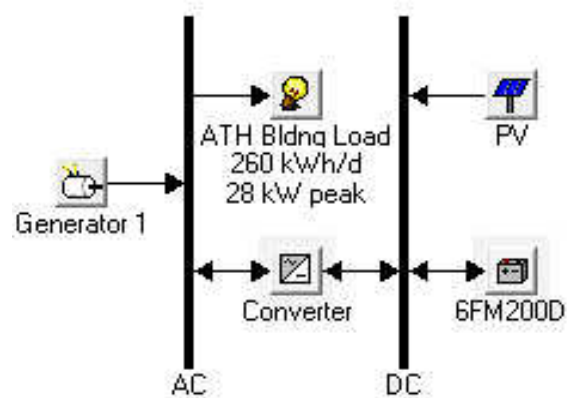 ATH Bldng Load
260 kWh/d
28 kW peak
PV
Generator 1
Converter
6FM200D
AC
DC